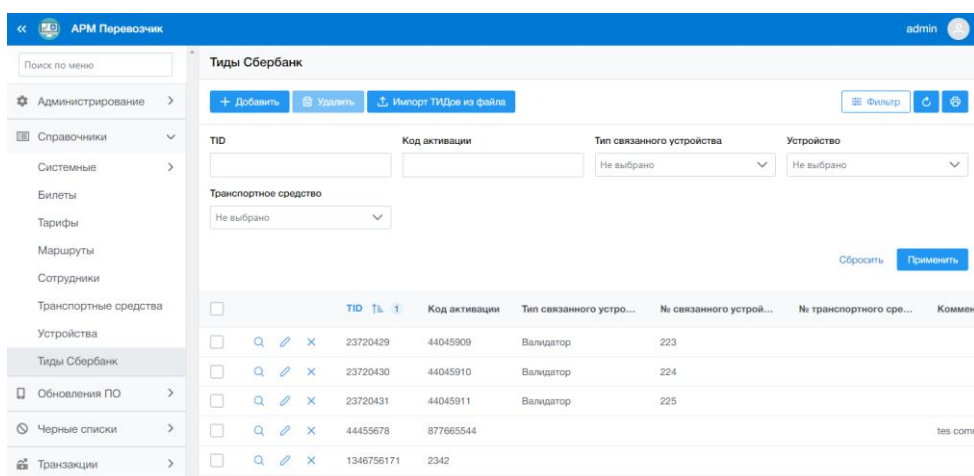 АРМ Перевозчик
admin
Поиск по меню
Администрирование
Справочники
Системные
Билеты
Тарифы
Маршруты
Сотрудники
Транспортные средства
Устройства
Тиды Сбербанк
Обновления ПО
Черные списки
Транзакции
Тиды Сбербанк
+ Добавить Удалить Импорт ТИДов из файла Фильтр
TID Код активации Тип связанного устройства Устройство
Не выбрано Не выбрано
Транспортное средство
Не выбрано
Сбросить Применить
TID 1 Код активации Тип связанного устро... № связанного устрой... № транспортного сре... Коммен
23720429 44045909 Валидатор 223
23720430 44045910 Валидатор 224
23720431 44045911 Валидатор 225
44455678 877665544 tes com
1346756171 2342